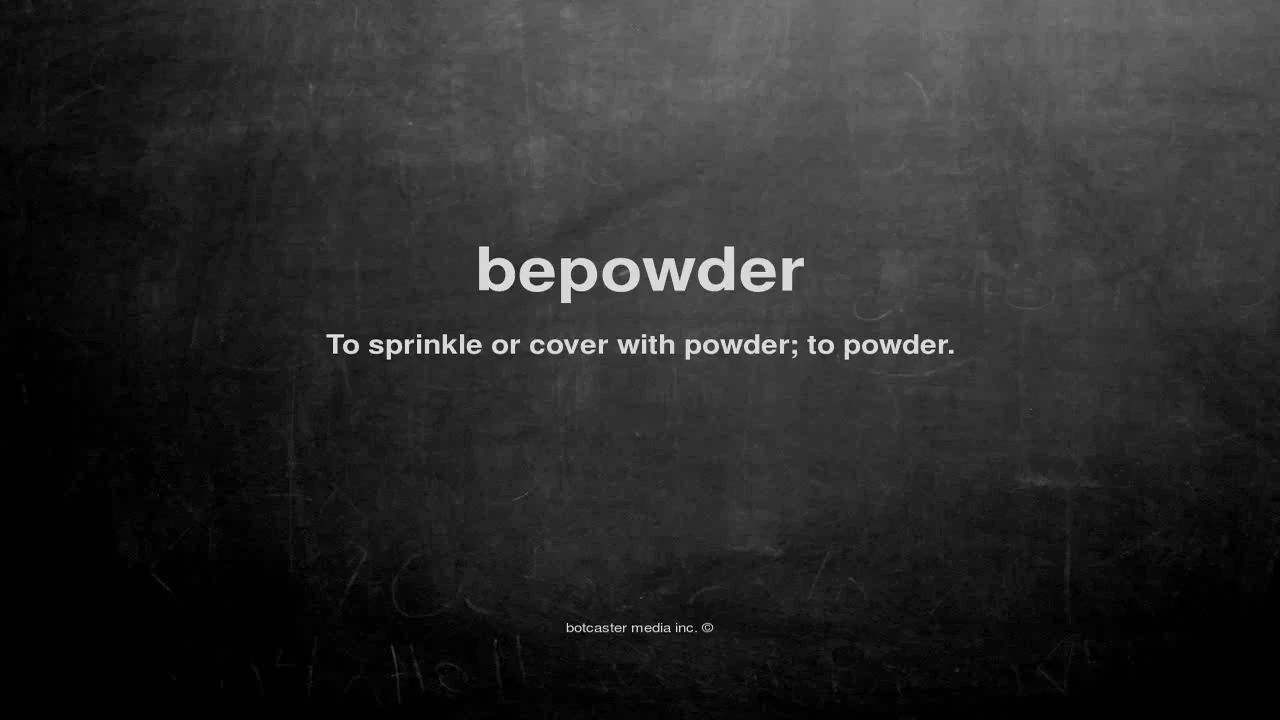 bepowder
To sprinkle or cover with powder; to powder.
botcaster media inc. ©